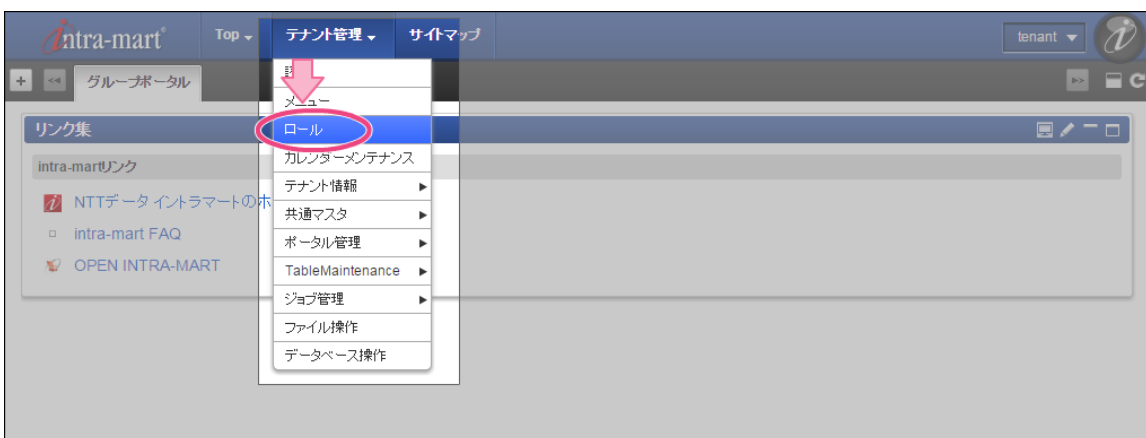 intra-mart®
Top
テナント管理
サイトマップ
tenant
グループポータル
メニュー
ロール
カレンダーメンテナンス
テナント情報
共通マスタ
ポータル管理
TableMaintenance
ジョブ管理
ファイル操作
データベース操作
リンク集
intra-martリンク
NTTデータ イントラマートのホ
intra-mart FAQ
OPEN INTRA-MART